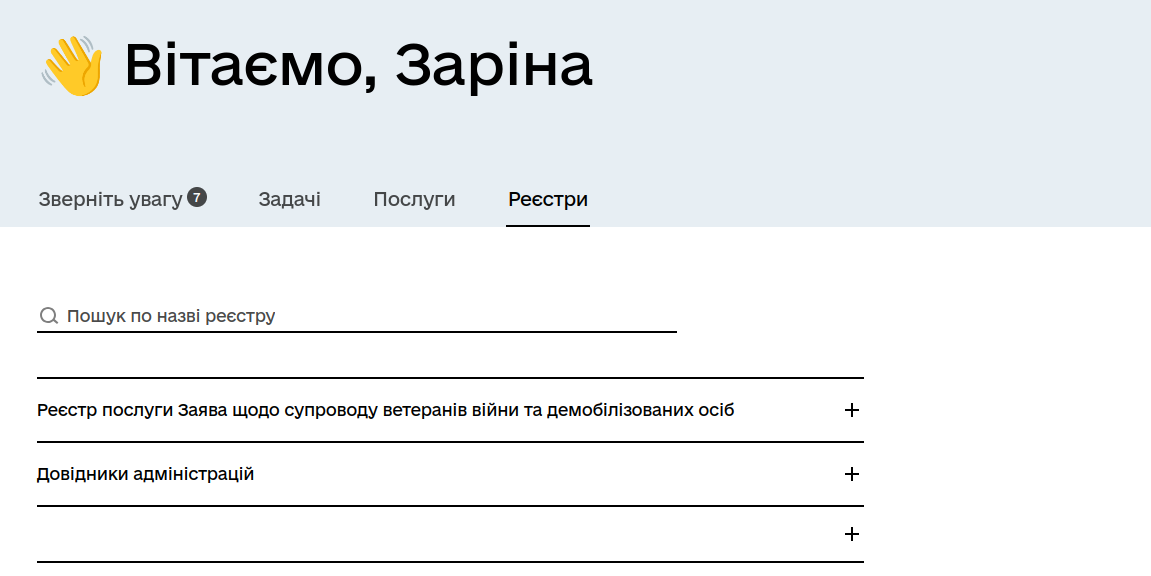 👋 Вітаємо, Заріна
Зверніть увагу 7 Задачі Послуги Реєстри
Пошук по назві реєстру
Реєстр послуги Заява щодо супроводу ветеранів війни та демобілізованих осіб +
Довідники адміністрацій +
+